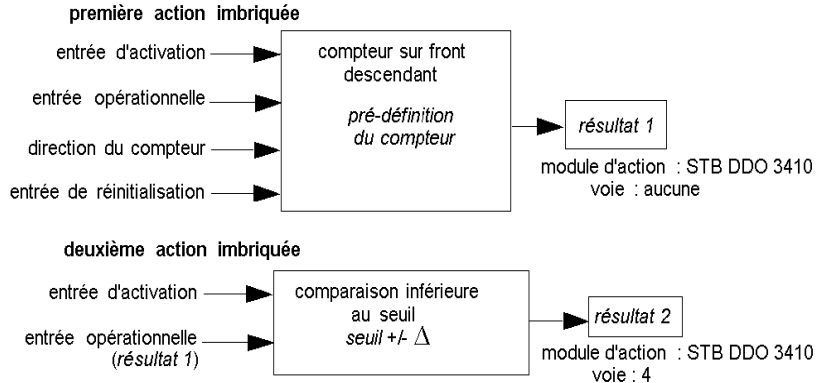 première action imbriquée
entrée d'activation
entrée opérationnelle
direction du compteur
entrée de réinitialisation
compteur sur front
descendant
pré-définition
du compteur
résultat 1
module d'action : STB DDO 3410
voie : aucune
deuxième action imbriquée
entrée d'activation
entrée opérationnelle
(résultat 1)
comparaison inférieure
au seuil
seuil +/- Δ
résultat 2
module d'action : STB DDO 3410
voie : 4